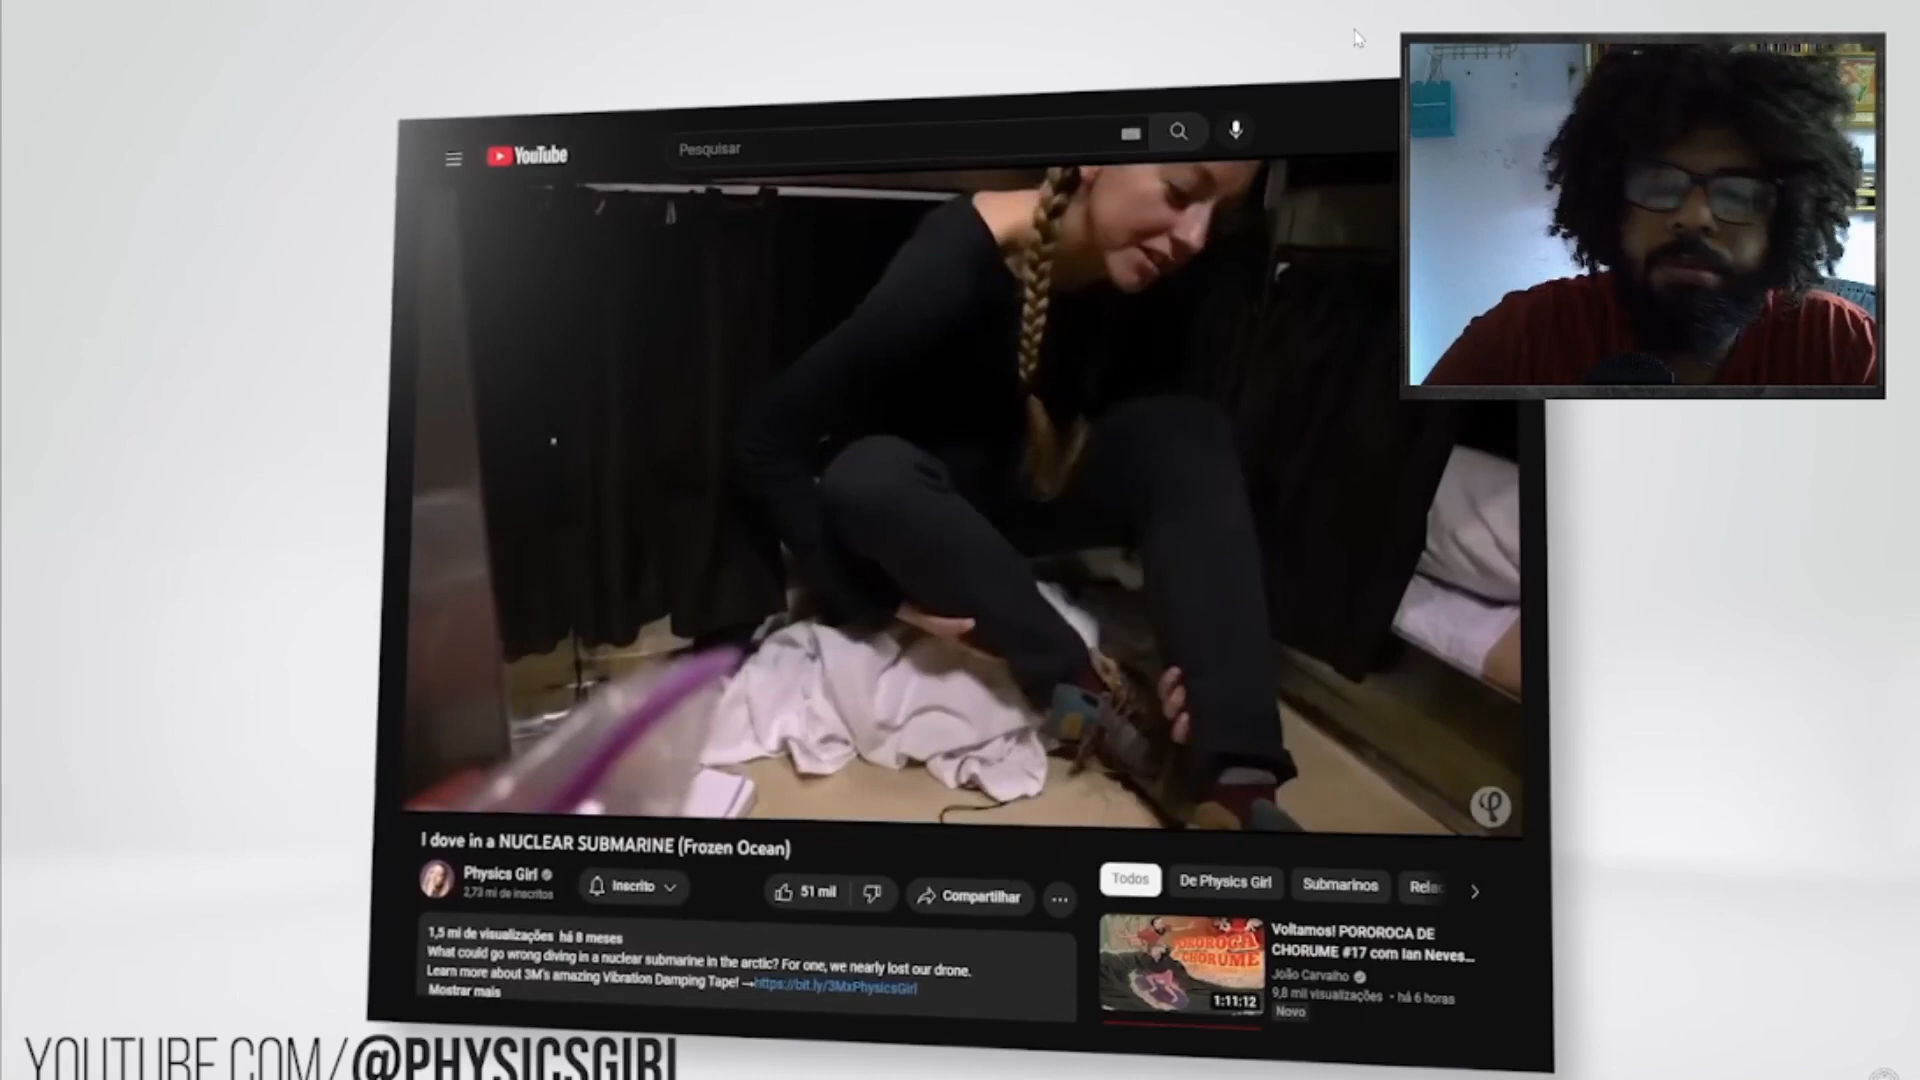 YouTube
Pesquisar
I dove in a NUCLEAR SUBMARINE (Frozen Ocean)
Physics Girl
2,73 mi de inscritos
Inscrito
51 mil
Compartilhar
1,5 mi de visualizações há 8 meses
What could go wrong diving in a nuclear submarine in the arctic? For one, we nearly lost our drone.
Learn more about 3M's amazing Vibration Damping Tape! →https://bit.ly/3MxPhysicsGirl
Mostrar mais
Todos
De Physics Girl
Submarinos
Relac
POROROCA
CHORUME
1:11:12
Voltamos! POROROCA DE
CHORUME #17 com Ian Neves...
João Carvalho
9,8 mil visualizações • há 6 horas
Novo
YOUTUBE.COM/@PHYSICSGIRL